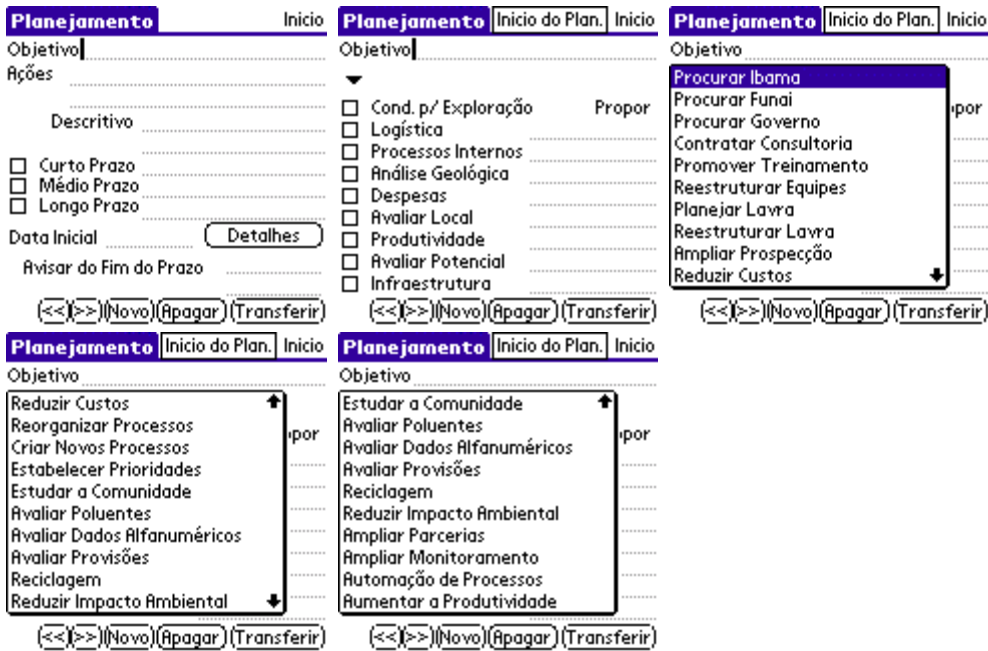 Planejamento Inicio
Objetivo
Ações
Descritivo
Curto Prazo
Médio Prazo
Longo Prazo
Data Inicial Detalhes
Avisar do Fim do Prazo
<< >> Novo Apagar Transferir
Planejamento Inicio do Plan. Inicio
Objetivo
Cond. p/ Exploração Propor
Logística
Processos Internos
Análise Geológica
Despesas
Avaliar Local
Produtividade
Avaliar Potencial
Infraestrutura
<< >> Novo Apagar Transferir
Planejamento Inicio do Plan. Inicio
Objetivo
Procurar Ibama
Procurar Funai
por
Procurar Governo
Contratar Consultoria
Promover Treinamento
Reestruturar Equipes
Planejar Lavra
Reestruturar Lavra
Ampliar Prospecção
Reduzir Custos
<< >> Novo Apagar Transferir
Planejamento Inicio do Plan. Inicio
Objetivo
Reduzir Custos
Reorganizar Processos
por
Criar Novos Processos
Estabelecer Prioridades
Estudar a Comunidade
Avaliar Poluentes
Avaliar Dados Alfanuméricos
Avaliar Provisões
Reciclagem
Reduzir Impacto Ambiental
<< >> Novo Apagar Transferir
Planejamento Inicio do Plan. Inicio
Objetivo
Estudar a Comunidade
Avaliar Poluentes
por
Avaliar Dados Alfanuméricos
Avaliar Provisões
Reciclagem
Reduzir Impacto Ambiental
Ampliar Parcerias
Ampliar Monitoramento
Automação de Processos
Aumentar a Produtividade
<< >> Novo Apagar Transferir